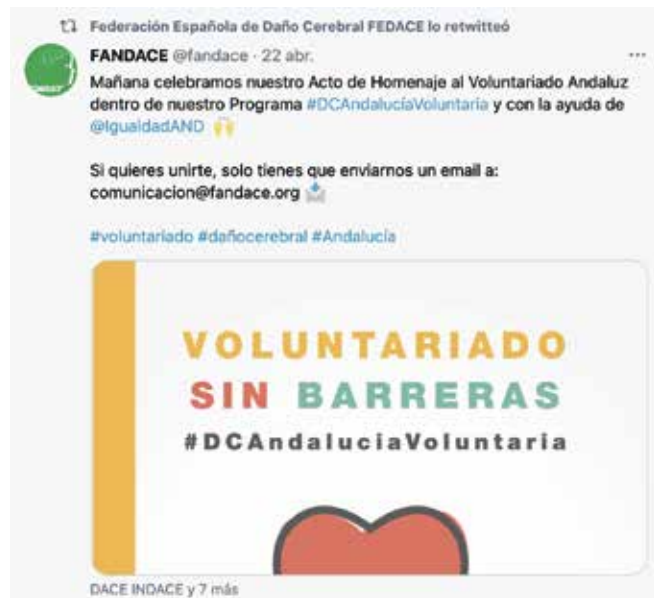 Federación Española de Daño Cerebral FEDACE lo retwitteó
FANDACE @fandace · 22 abr.
Mañana celebramos nuestro Acto de Homenaje al Voluntariado Andaluz
dentro de nuestro Programa #DCAndalucíaVoluntaria y con la ayuda de
@IgualdadAND
Si quieres unirte, solo tienes que enviarnos un email a:
comunicacion@fandace.org
#voluntariado #dañocerebral #Andalucía
VOLUNTARIADO
SIN BARRERAS
#DCAndaluciaVoluntaria
DACE INDACE y 7 más